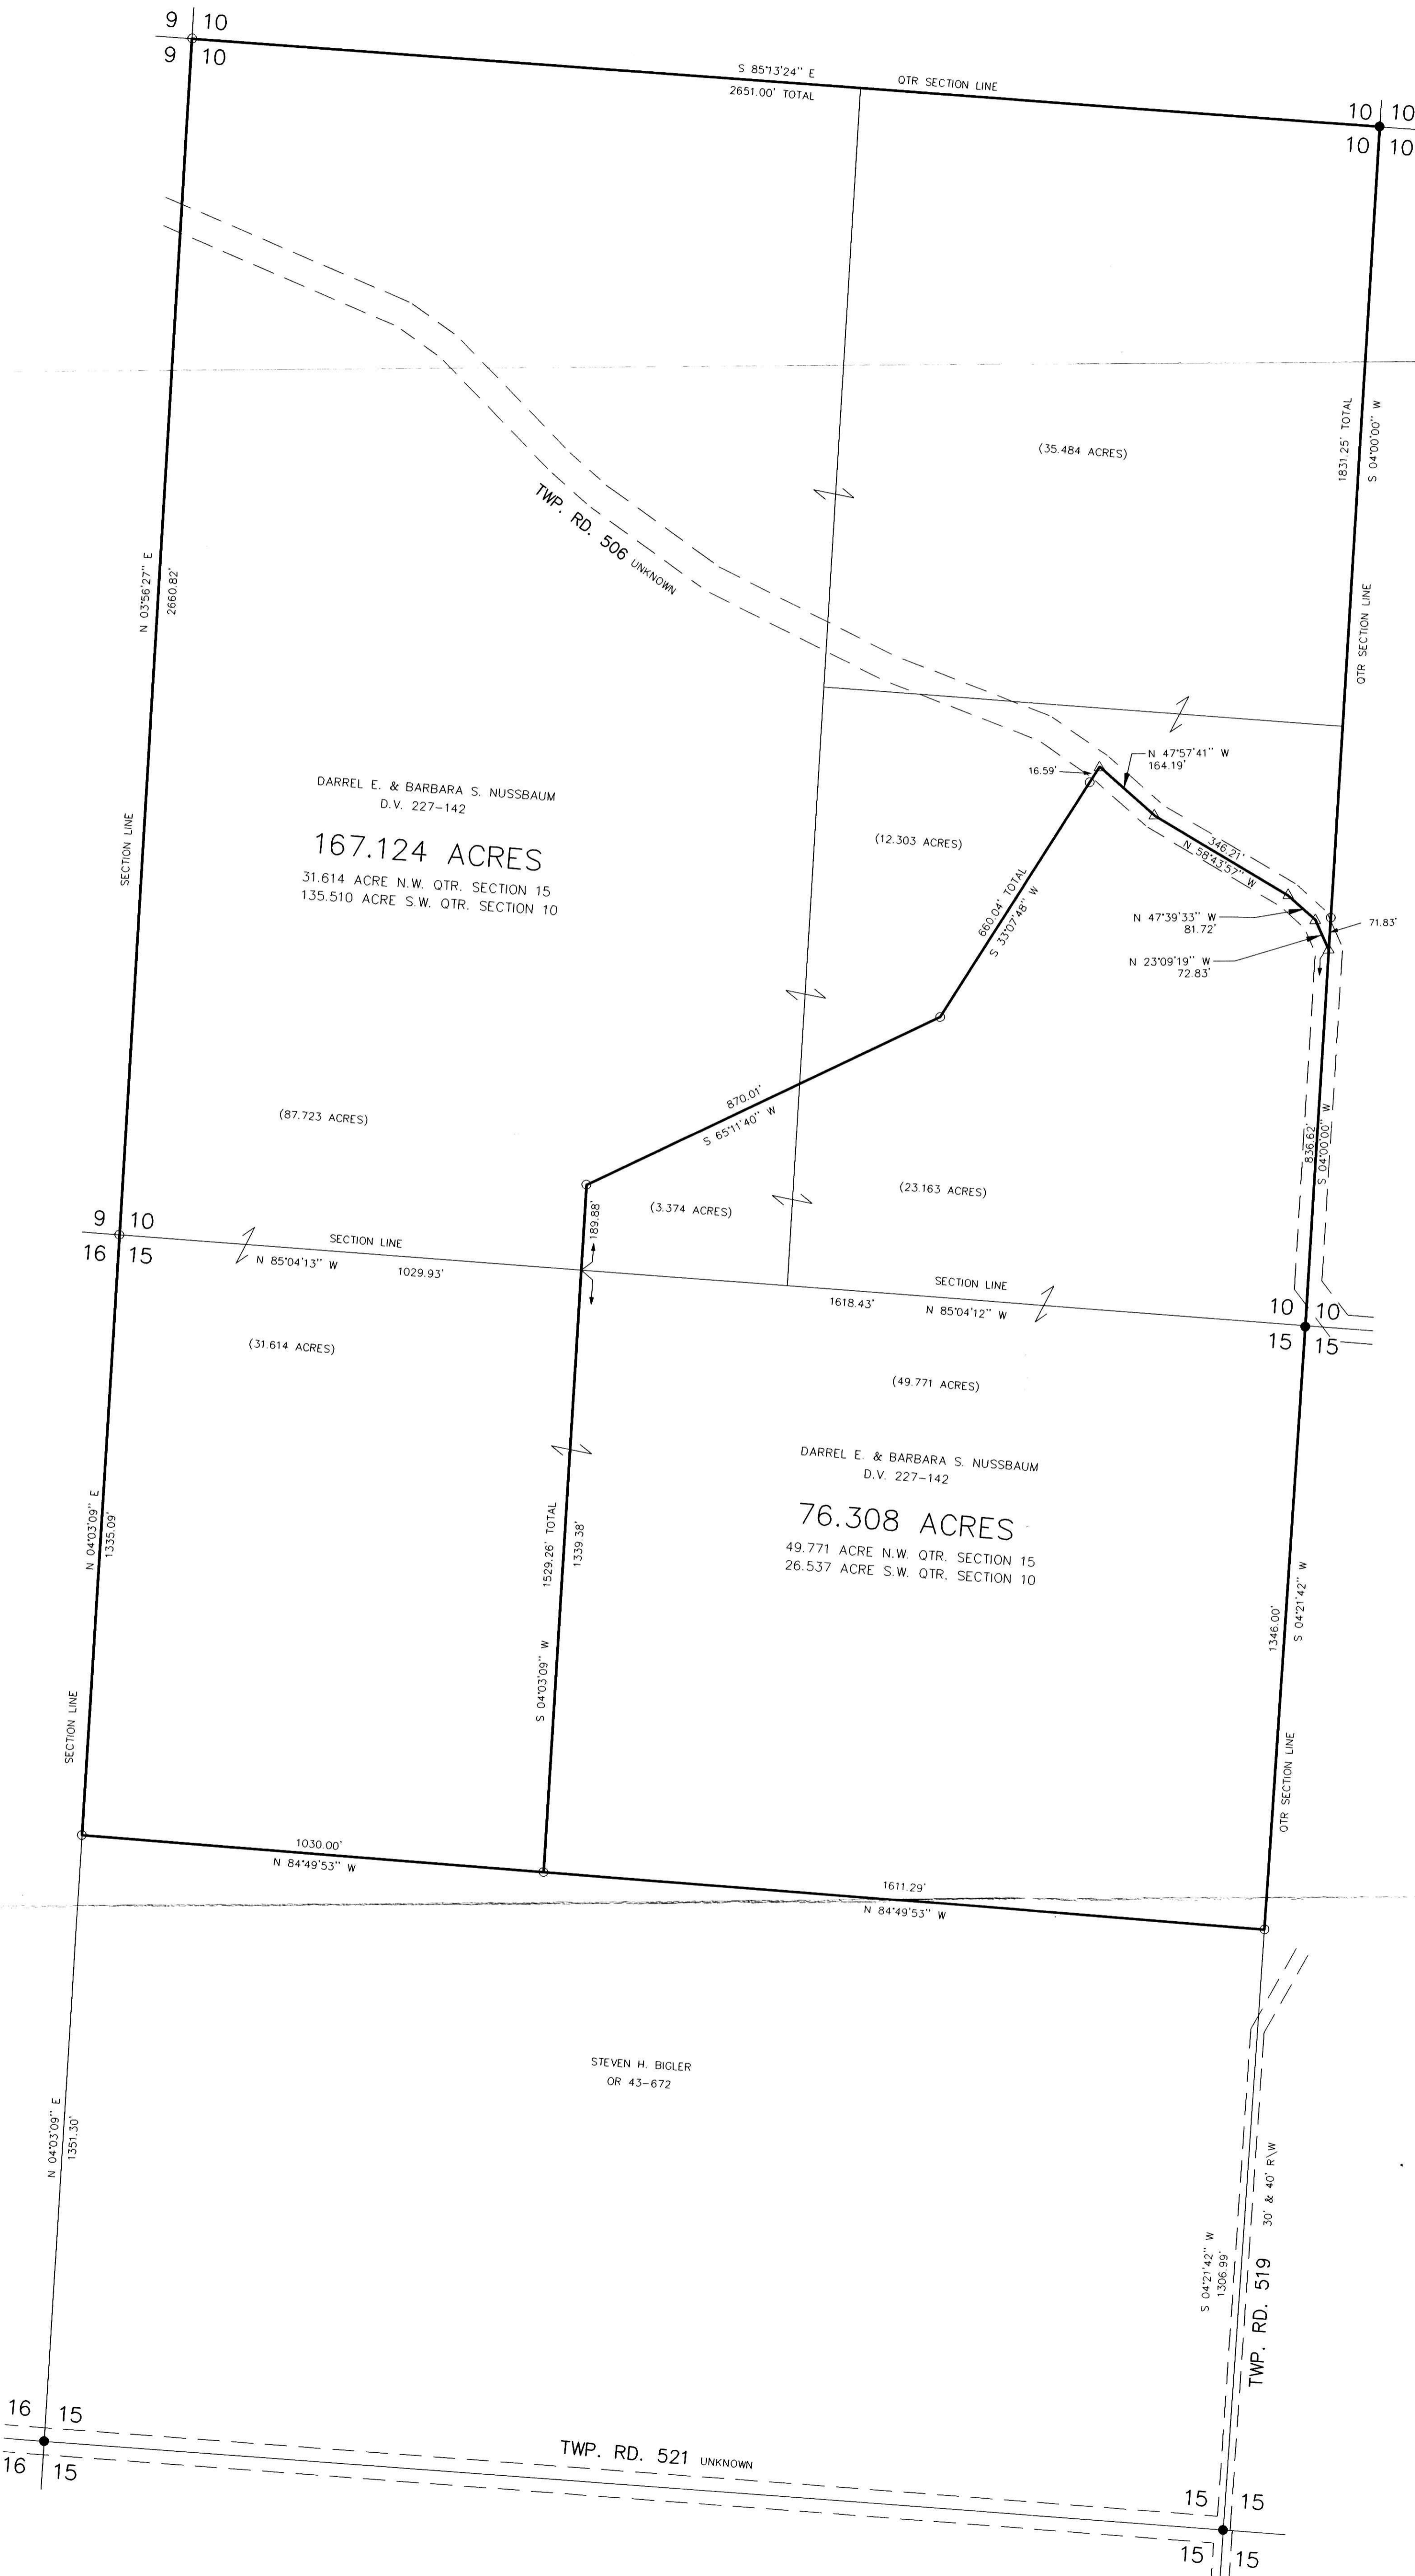 9 10
9 10
S 85°13'24" E
2651.00' TOTAL
QTR SECTION LINE
10 10
10 10
1831.25' TOTAL
S 04°00'00" W
(35.484 ACRES)
TWP. RD. 506 UNKNOWN
N 03°56'27" E
2660.82'
QTR SECTION LINE
N 47°57'41" W
164.19'
16.59'
DARREL E. & BARBARA S. NUSSBAUM
D.V. 227-142
167.124 ACRES
31.614 ACRE N.W. QTR. SECTION 15
135.510 ACRE S.W. QTR. SECTION 10
SECTION LINE
(12.303 ACRES)
346.21'
N 58°43'57" W
660.04' TOTAL
S 33°07'48" W
N 47°39'33" W
81.72'
71.83'
N 23°09'19" W
72.83'
870.01'
S 65°11'40" W
(87.723 ACRES)
836.62'
S 04°00'00" W
(23.163 ACRES)
(3.374 ACRES)
189.88'
9 10
16 15
SECTION LINE
N 85°04'13" W
1029.93'
SECTION LINE
1618.43'
N 85°04'12" W
10 10
15 15
(31.614 ACRES)
(49.771 ACRES)
DARREL E. & BARBARA S. NUSSBAUM
D.V. 227-142
76.308 ACRES
49.771 ACRE N.W. QTR. SECTION 15
26.537 ACRE S.W. QTR. SECTION 10
N 04°03'09" E
1335.09'
1529.26' TOTAL
1339.38'
S 04°03'09" W
1346.00'
S 04°21'42" W
SECTION LINE
QTR SECTION LINE
1030.00'
N 84°49'53" W
1611.29'
N 84°49'53" W
STEVEN H. BIGLER
OR 43-672
N 04°03'09" E
1351.30'
30' & 40' R\W
S 04°21'42" W
1306.99'
TWP. RD. 519
16 15
16 15
TWP. RD. 521 UNKNOWN
15 15
15 15